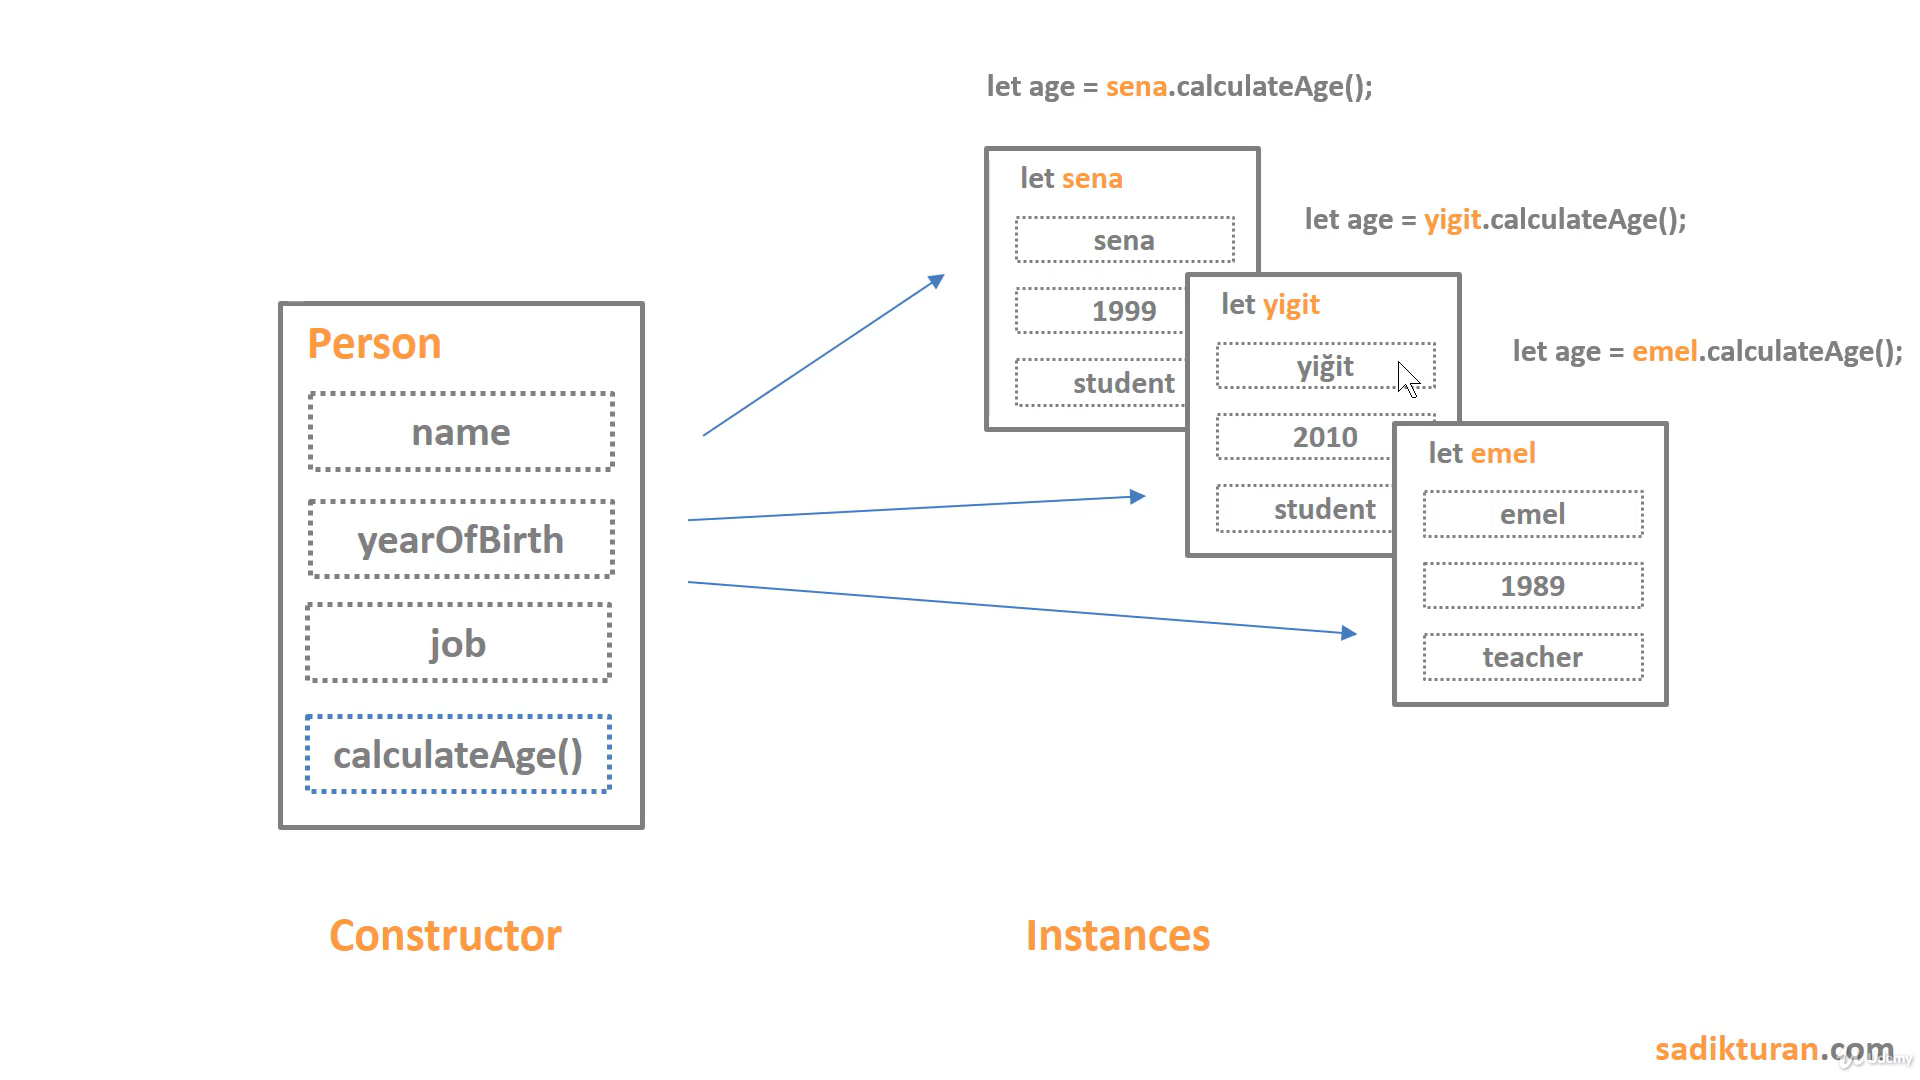 let age = sena.calculateAge();
let sena
sena
1999
student
let age = yigit.calculateAge();
let yigit
yiğit
2010
student
let age = emel.calculateAge();
let emel
emel
1989
teacher
Person
name
yearOfBirth
job
calculateAge()
Constructor
Instances
sadikturan.com
Udemy